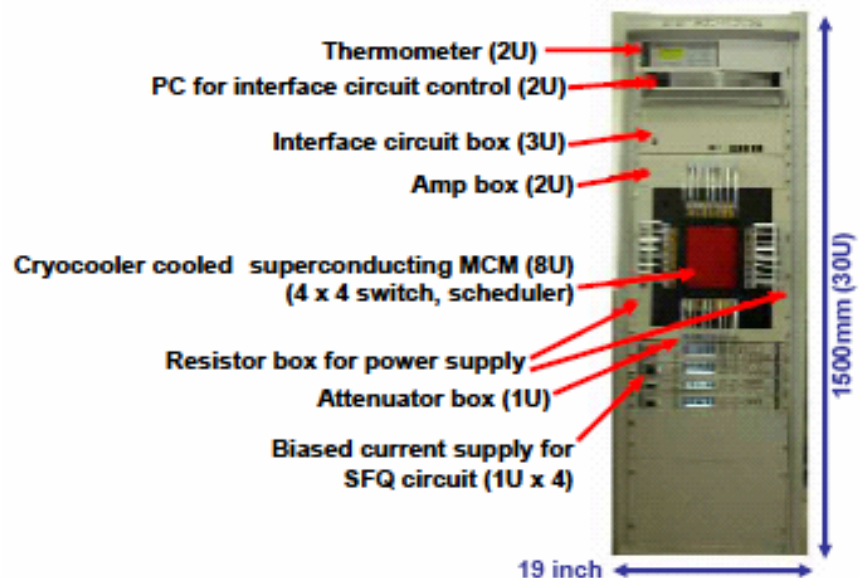 Thermometer (2U)
PC for interface circuit control (2U)
Interface circuit box (3U)
Amp box (2U)
Cryocooler cooled superconducting MCM (8U)
(4 x 4 switch, scheduler)
Resistor box for power supply
Attenuator box (1U)
Biased current supply for
SFQ circuit (1U x 4)
1500mm (30U)
19 inch